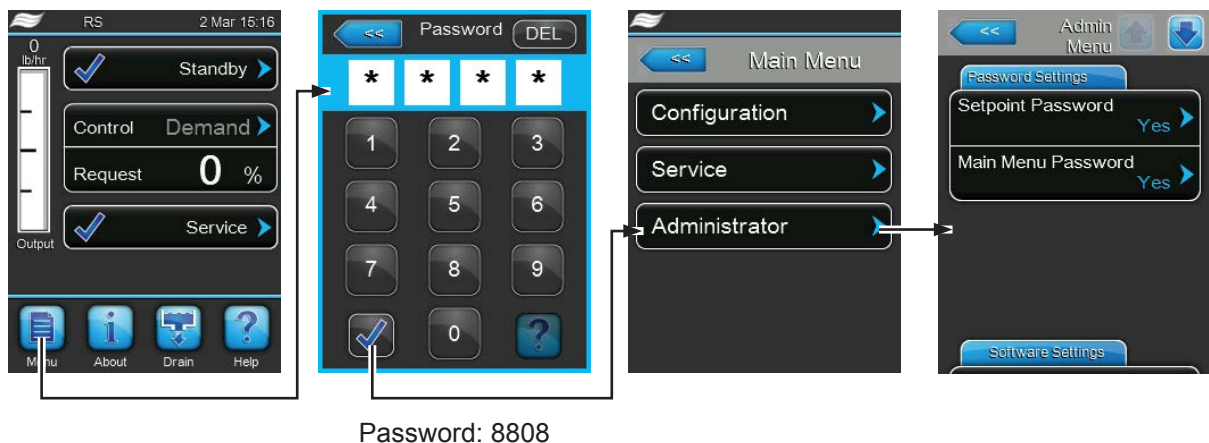 RS 2 Mar 15:16
0
lb/hr
Standby
Control Demand
Request 0 %
Service
Output
Menu About Drain Help
<< Password DEL
* * * *
1 2 3
4 5 6
7 8 9
0 ?
Password: 8808
<< Main Menu
Configuration
Service
Administrator
<< Admin
Menu
Password Settings
Setpoint Password
Yes
Main Menu Password
Yes
Software Settings